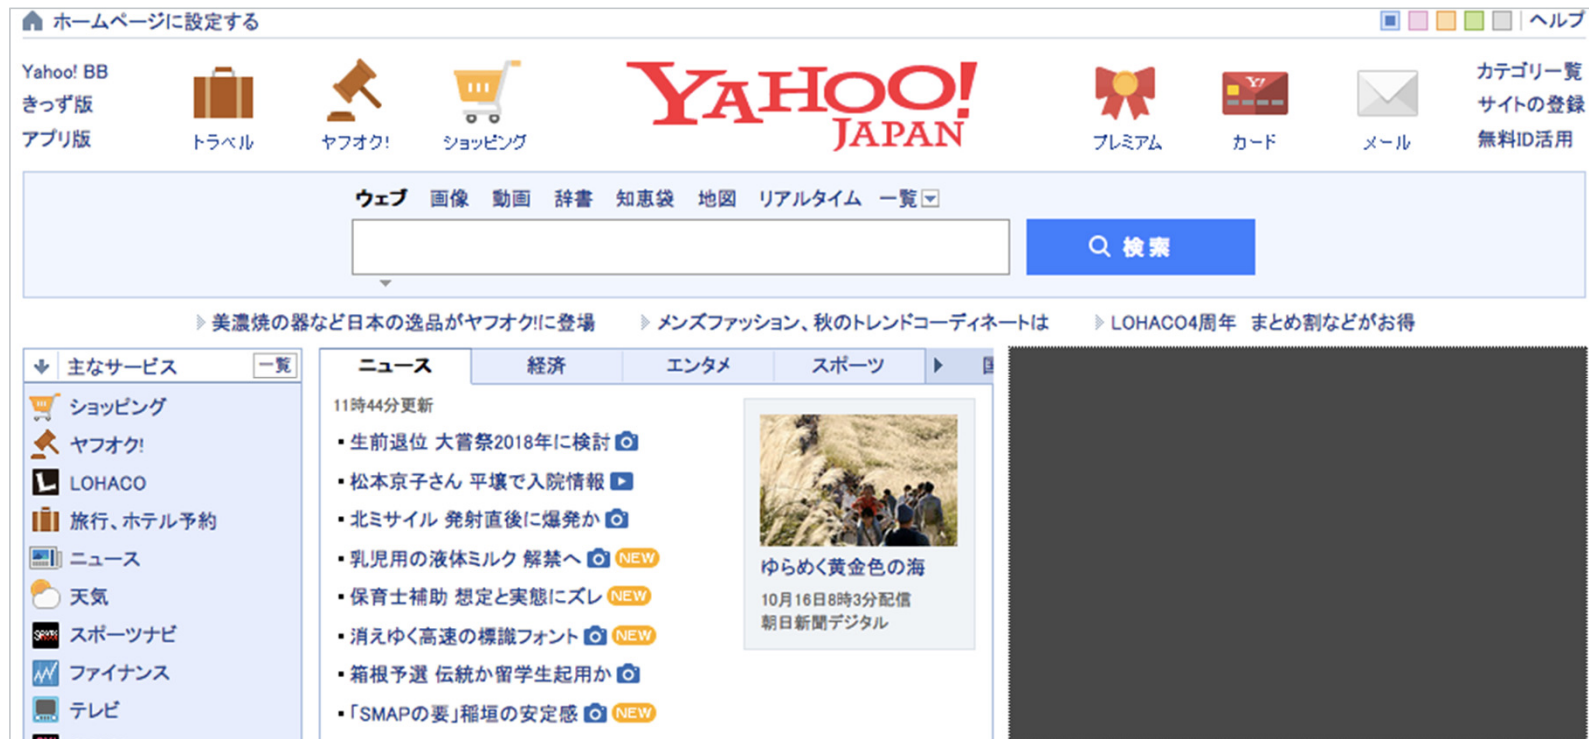 ホームページに設定する
ヘルプ
Yahoo! BB
きっず版
アプリ版
トラベル
ヤフオク!
ショッピング
YAHOO!
JAPAN
プレミアム
Y!
カード
メール
カテゴリ一覧
サイトの登録
無料ID活用
ウェブ 画像 動画 辞書 知恵袋 地図 リアルタイム 一覧
検索
美濃焼の器など日本の逸品がヤフオク!に登場
メンズファッション、秋のトレンドコーディネートは
LOHACO4周年 まとめ割などがお得
主なサービス 一覧
ショッピング
ヤフオク!
L LOHACO
旅行、ホテル予約
ニュース
天気
スポーツナビ
ファイナンス
テレビ
ニュース 経済 エンタメ スポーツ
11時44分更新
生前退位 大嘗祭2018年に検討
松本京子さん 平壌で入院情報
北ミサイル 発射直後に爆発か
乳児用の液体ミルク 解禁へ NEW
保育士補助 想定と実態にズレ NEW
消えゆく高速の標識フォント NEW
箱根予選 伝統か留学生起用か
「SMAPの要」稲垣の安定感 NEW
ゆらめく黄金色の海
10月16日8時3分配信
朝日新聞デジタル